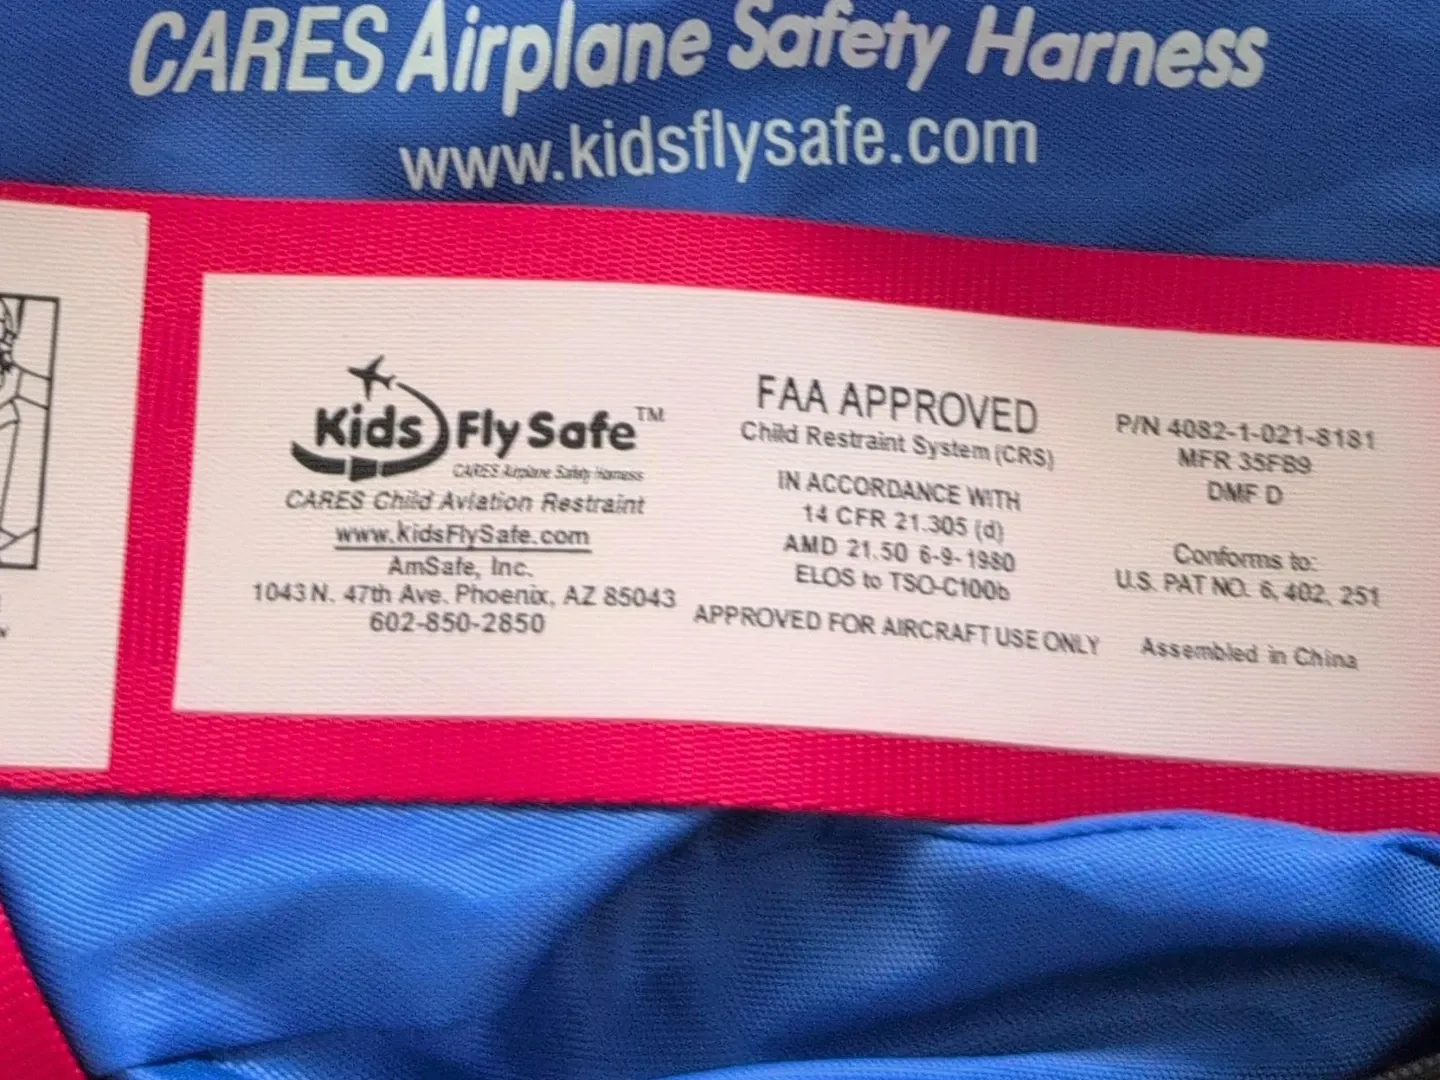 CARES Airplane Safety Harness
www.kidsflysafe.com
Kids Fly Safe™
CARES Airplane Safety Harness
CARES Child Aviation Restraint
www.kidsFlySafe.com
AmSafe, Inc.
1043 N. 47th Ave. Phoenix, AZ 85043
602-850-2850
FAA APPROVED
Child Restraint System (CRS)
IN ACCORDANCE WITH
14 CFR 21.305 (d)
AMD 21.50 6-9-1980
ELOS to TSO-C100b
APPROVED FOR AIRCRAFT USE ONLY
P/N 4082-1-021-8181
MFR 35FB9
DMF D
Conforms to:
U.S. PAT NO. 6, 402, 251
Assembled in China